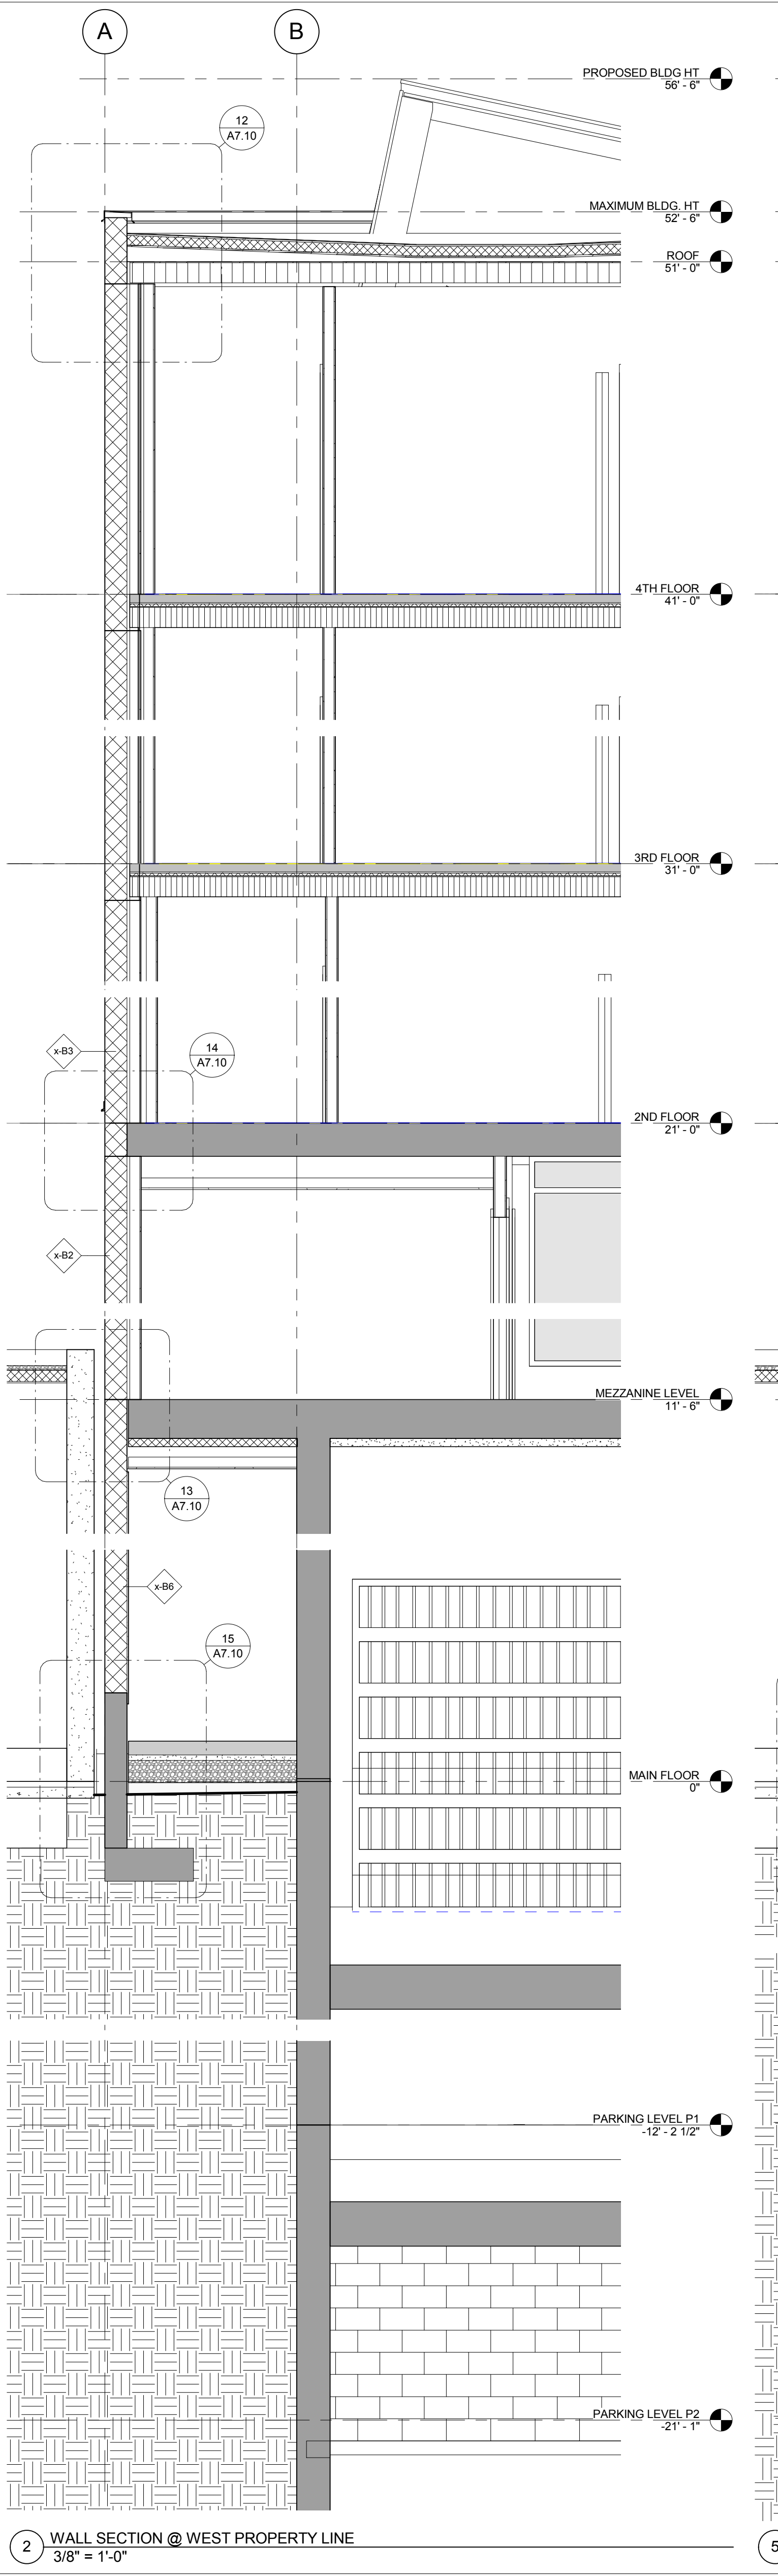 A
B
PROPOSED BLDG HT
56' - 6"
12
A7.10
MAXIMUM BLDG. HT
52' - 6"
ROOF
51' - 0"
4TH FLOOR
41' - 0"
3RD FLOOR
31' - 0"
14
A7.10
x-B3
2ND FLOOR
21' - 0"
x-B2
MEZZANINE LEVEL
11' - 6"
13
A7.10
x-B6
15
A7.10
MAIN FLOOR
0"
PARKING LEVEL P1
-12' - 2 1/2"
PARKING LEVEL P2
-21' - 1"
2
WALL SECTION @ WEST PROPERTY LINE
3/8" = 1'-0"
5